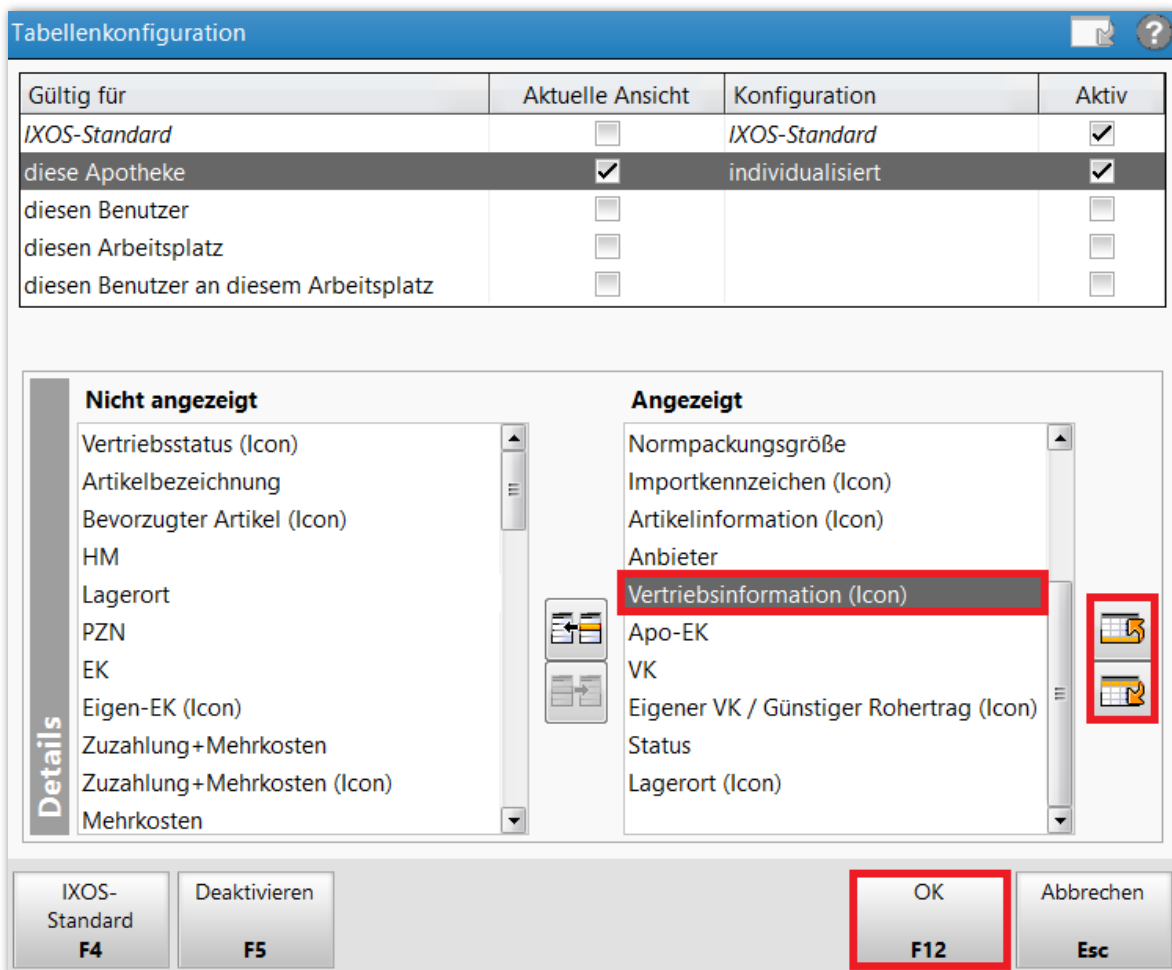 Tabellenkonfiguration
?
Gültig für Aktuelle Ansicht Konfiguration Aktiv
IXOS-Standard IXOS-Standard
diese Apotheke individualisiert
diesen Benutzer
diesen Arbeitsplatz
diesen Benutzer an diesem Arbeitsplatz
Details
Nicht angezeigt
Vertriebsstatus (Icon)
Artikelbezeichnung
Bevorzugter Artikel (Icon)
HM
Lagerort
PZN
EK
Eigen-EK (Icon)
Zuzahlung+Mehrkosten
Zuzahlung+Mehrkosten (Icon)
Mehrkosten
Angezeigt
Normpackungsgröße
Importkennzeichen (Icon)
Artikelinformation (Icon)
Anbieter
Vertriebsinformation (Icon)
Apo-EK
VK
Eigener VK / Günstiger Rohertrag (Icon)
Status
Lagerort (Icon)
IXOS-
Standard
F4
Deaktivieren
F5
OK
F12
Abbrechen
Esc